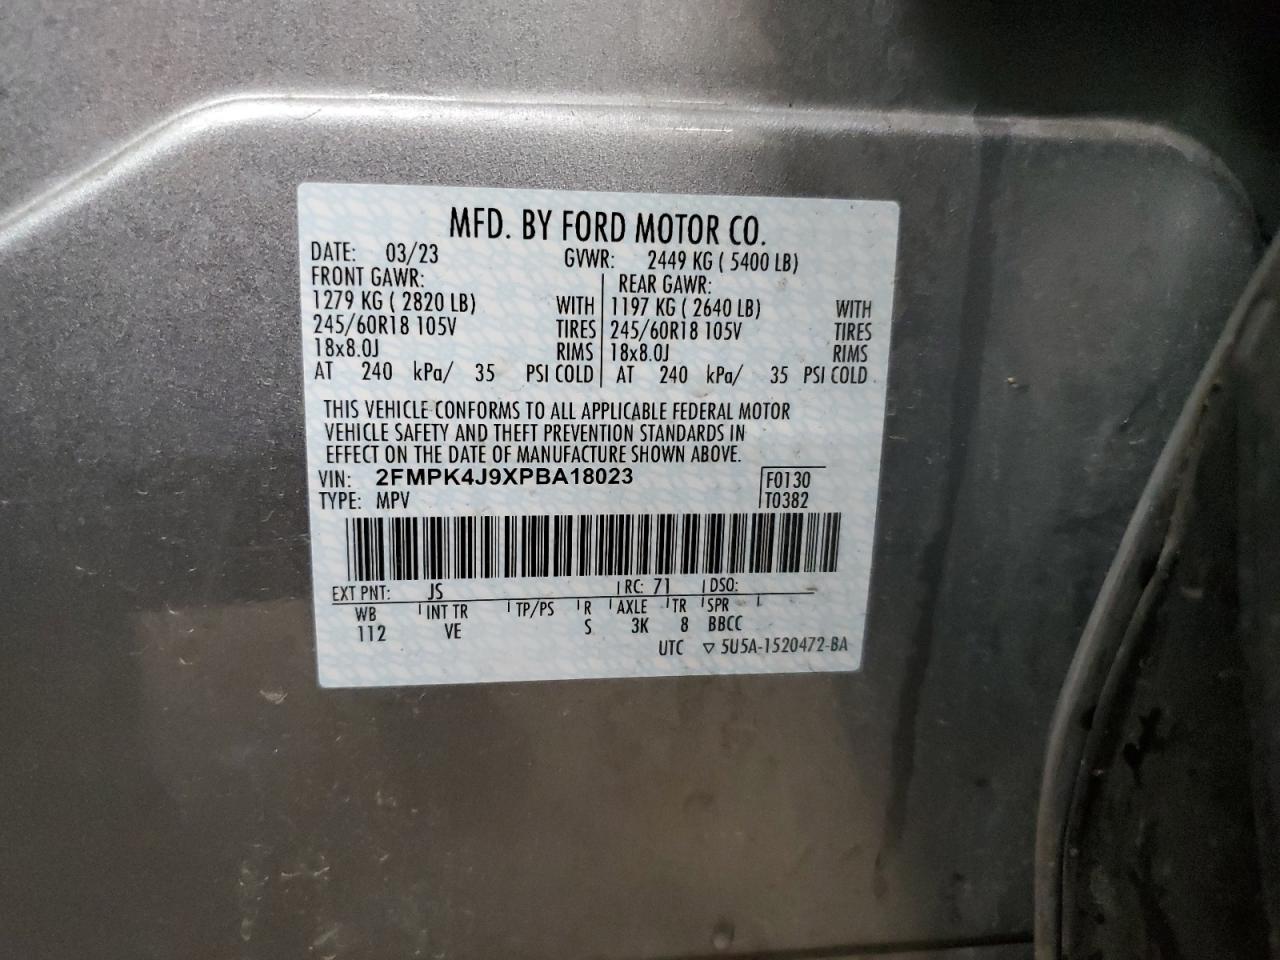 MFD. BY FORD MOTOR CO.
DATE: 03/23 GVWR: 2449 KG ( 5400 LB)
FRONT GAWR: REAR GAWR:
1279 KG ( 2820 LB) WITH 1197 KG ( 2640 LB) WITH
245/60R18 105V TIRES 245/60R18 105V TIRES
18x8.0J RIMS 18x8.0J RIMS
AT 240 kPa/ 35 PSI COLD AT 240 kPa/ 35 PSI COLD
THIS VEHICLE CONFORMS TO ALL APPLICABLE FEDERAL MOTOR
VEHICLE SAFETY AND THEFT PREVENTION STANDARDS IN
EFFECT ON THE DATE OF MANUFACTURE SHOWN ABOVE.
VIN: 2FMPK4J9XPBA18023 F0130
TYPE: MPV T0382
EXT PNT: JS RC: 71 DSO:
WB INT TR TP/PS R AXLE TR SPR
112 VE S 3K 8 BBCC
UTC ▽ 5U5A-1520472-BA